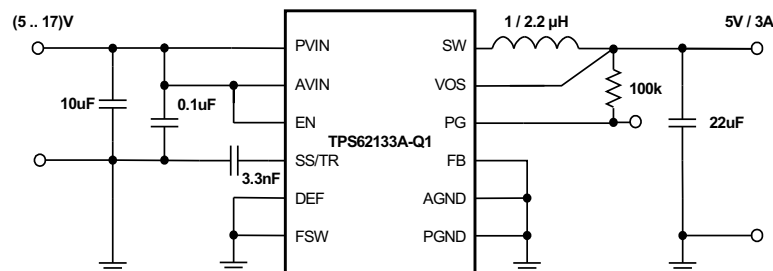 (5 .. 17)V
1 / 2.2 µH
5V / 3A
PVIN
SW
AVIN
VOS
10uF
0.1uF
100k
EN
PG
22uF
TPS62133A-Q1
SS/TR
FB
3.3nF
DEF
AGND
FSW
PGND